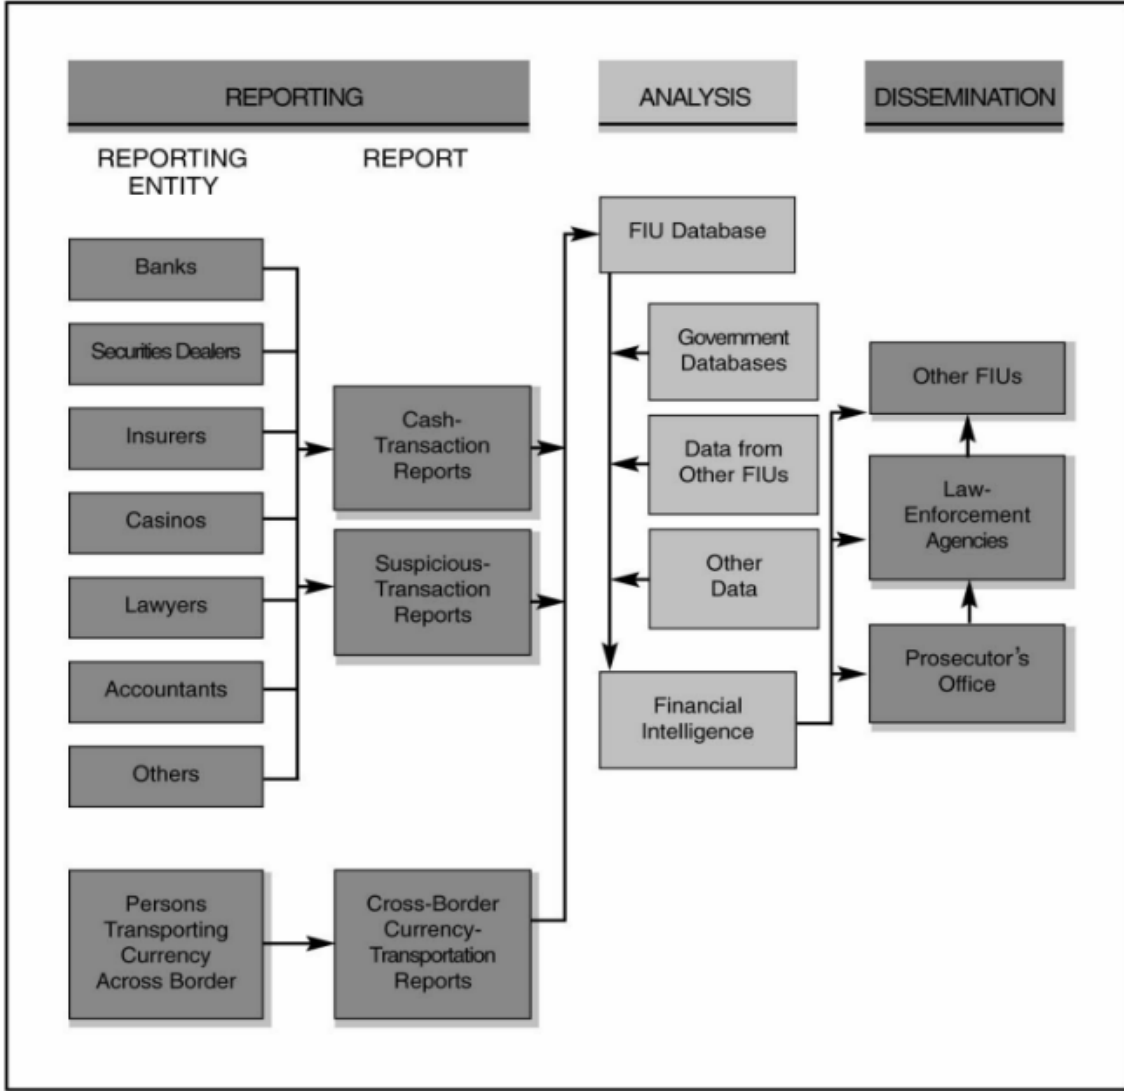 REPORTING
ANALYSIS
DISSEMINATION
REPORTING
ENTITY
REPORT
Banks
Securities Dealers
Insurers
Casinos
Lawyers
Accountants
Others
Persons
Transporting
Currency
Across Border
Cash-
Transaction
Reports
Suspicious-
Transaction
Reports
Cross-Border
Currency-
Transportation
Reports
FIU Database
Government
Databases
Data from
Other FIUs
Other
Data
Financial
Intelligence
Other FIUs
Law-
Enforcement
Agencies
Prosecutor's
Office